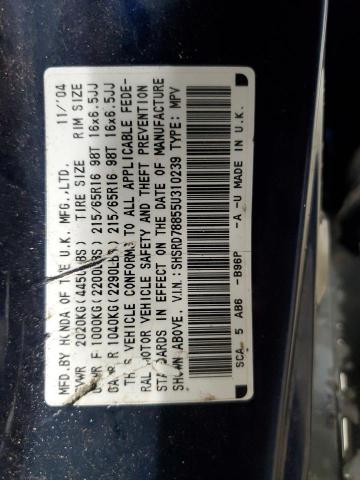 MFD.BY HONDA OF THE U.K. MFG.,LTD. 11/'04
GVWR 2020KG(4451LBS) TIRE SIZE RIM SIZE
GAWR F 1000KG(2200LBS) 215/65R16 98T 16x6.5JJ
GAWR R 1040KG(2290LBS) 215/65R16 98T 16x6.5JJ
THIS VEHICLE CONFORMS TO ALL APPLICABLE FEDE-
RAL MOTOR VEHICLE SAFETY AND THEFT PREVENTION
STANDARDS IN EFFECT ON THE DATE OF MANUFACTURE
SHOWN ABOVE. V.I.N.: SHSRD78855U310239 TYPE: MPV
SCA 5 AB6 -B96P -A -U MADE IN U.K.